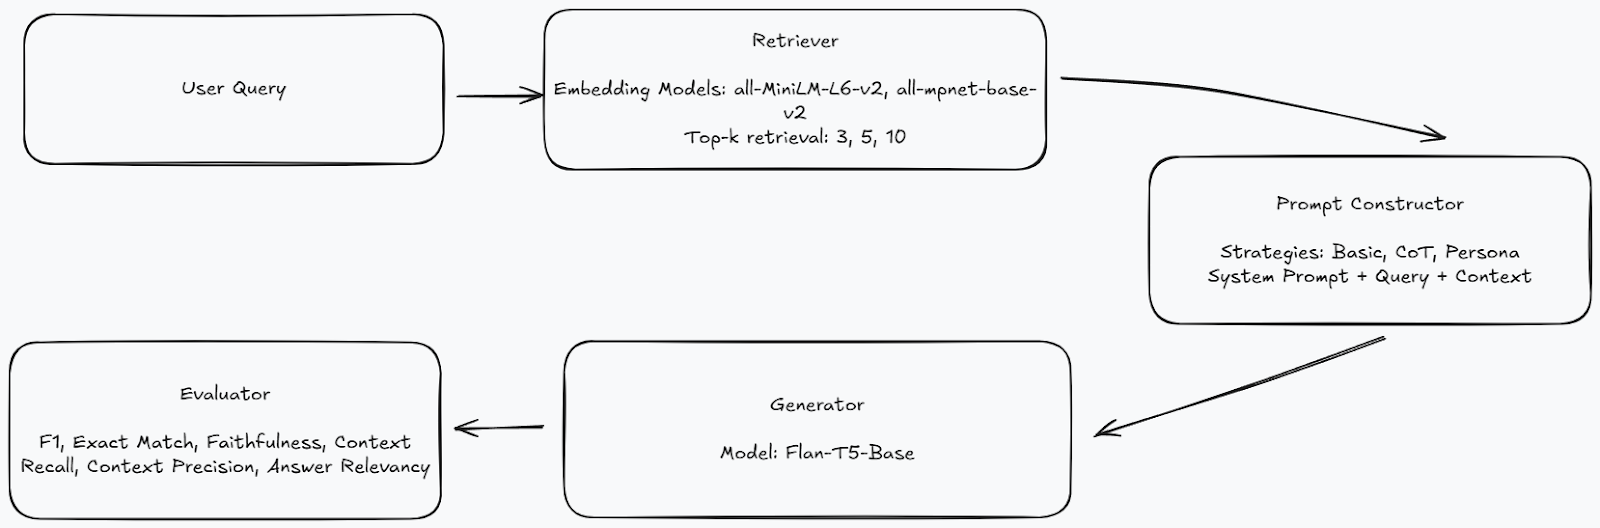 User Query
Retriever
Embedding Models: all-MiniLM-L6-v2, all-mpnet-base-
v2
Top-k retrieval: 3, 5, 10
Prompt Constructor
Strategies: Basic, CoT, Persona
System Prompt + Query + Context
Generator
Model: Flan-T5-Base
Evaluator
F1, Exact Match, Faithfulness, Context
Recall, Context Precision, Answer Relevancy